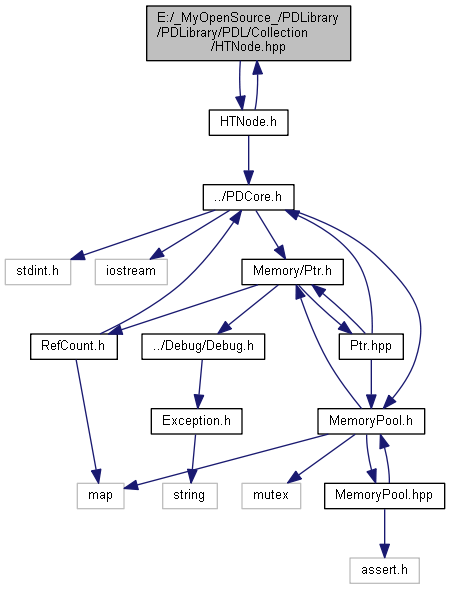 E:/_MyOpenSource_/PDLibrary
/PDLibrary/PDL/Collection
/HTNode.hpp
HTNode.h
../PDCore.h
stdint.h
iostream
Memory/Ptr.h
RefCount.h
../Debug/Debug.h
Ptr.hpp
Exception.h
MemoryPool.h
map
string
mutex
MemoryPool.hpp
assert.h